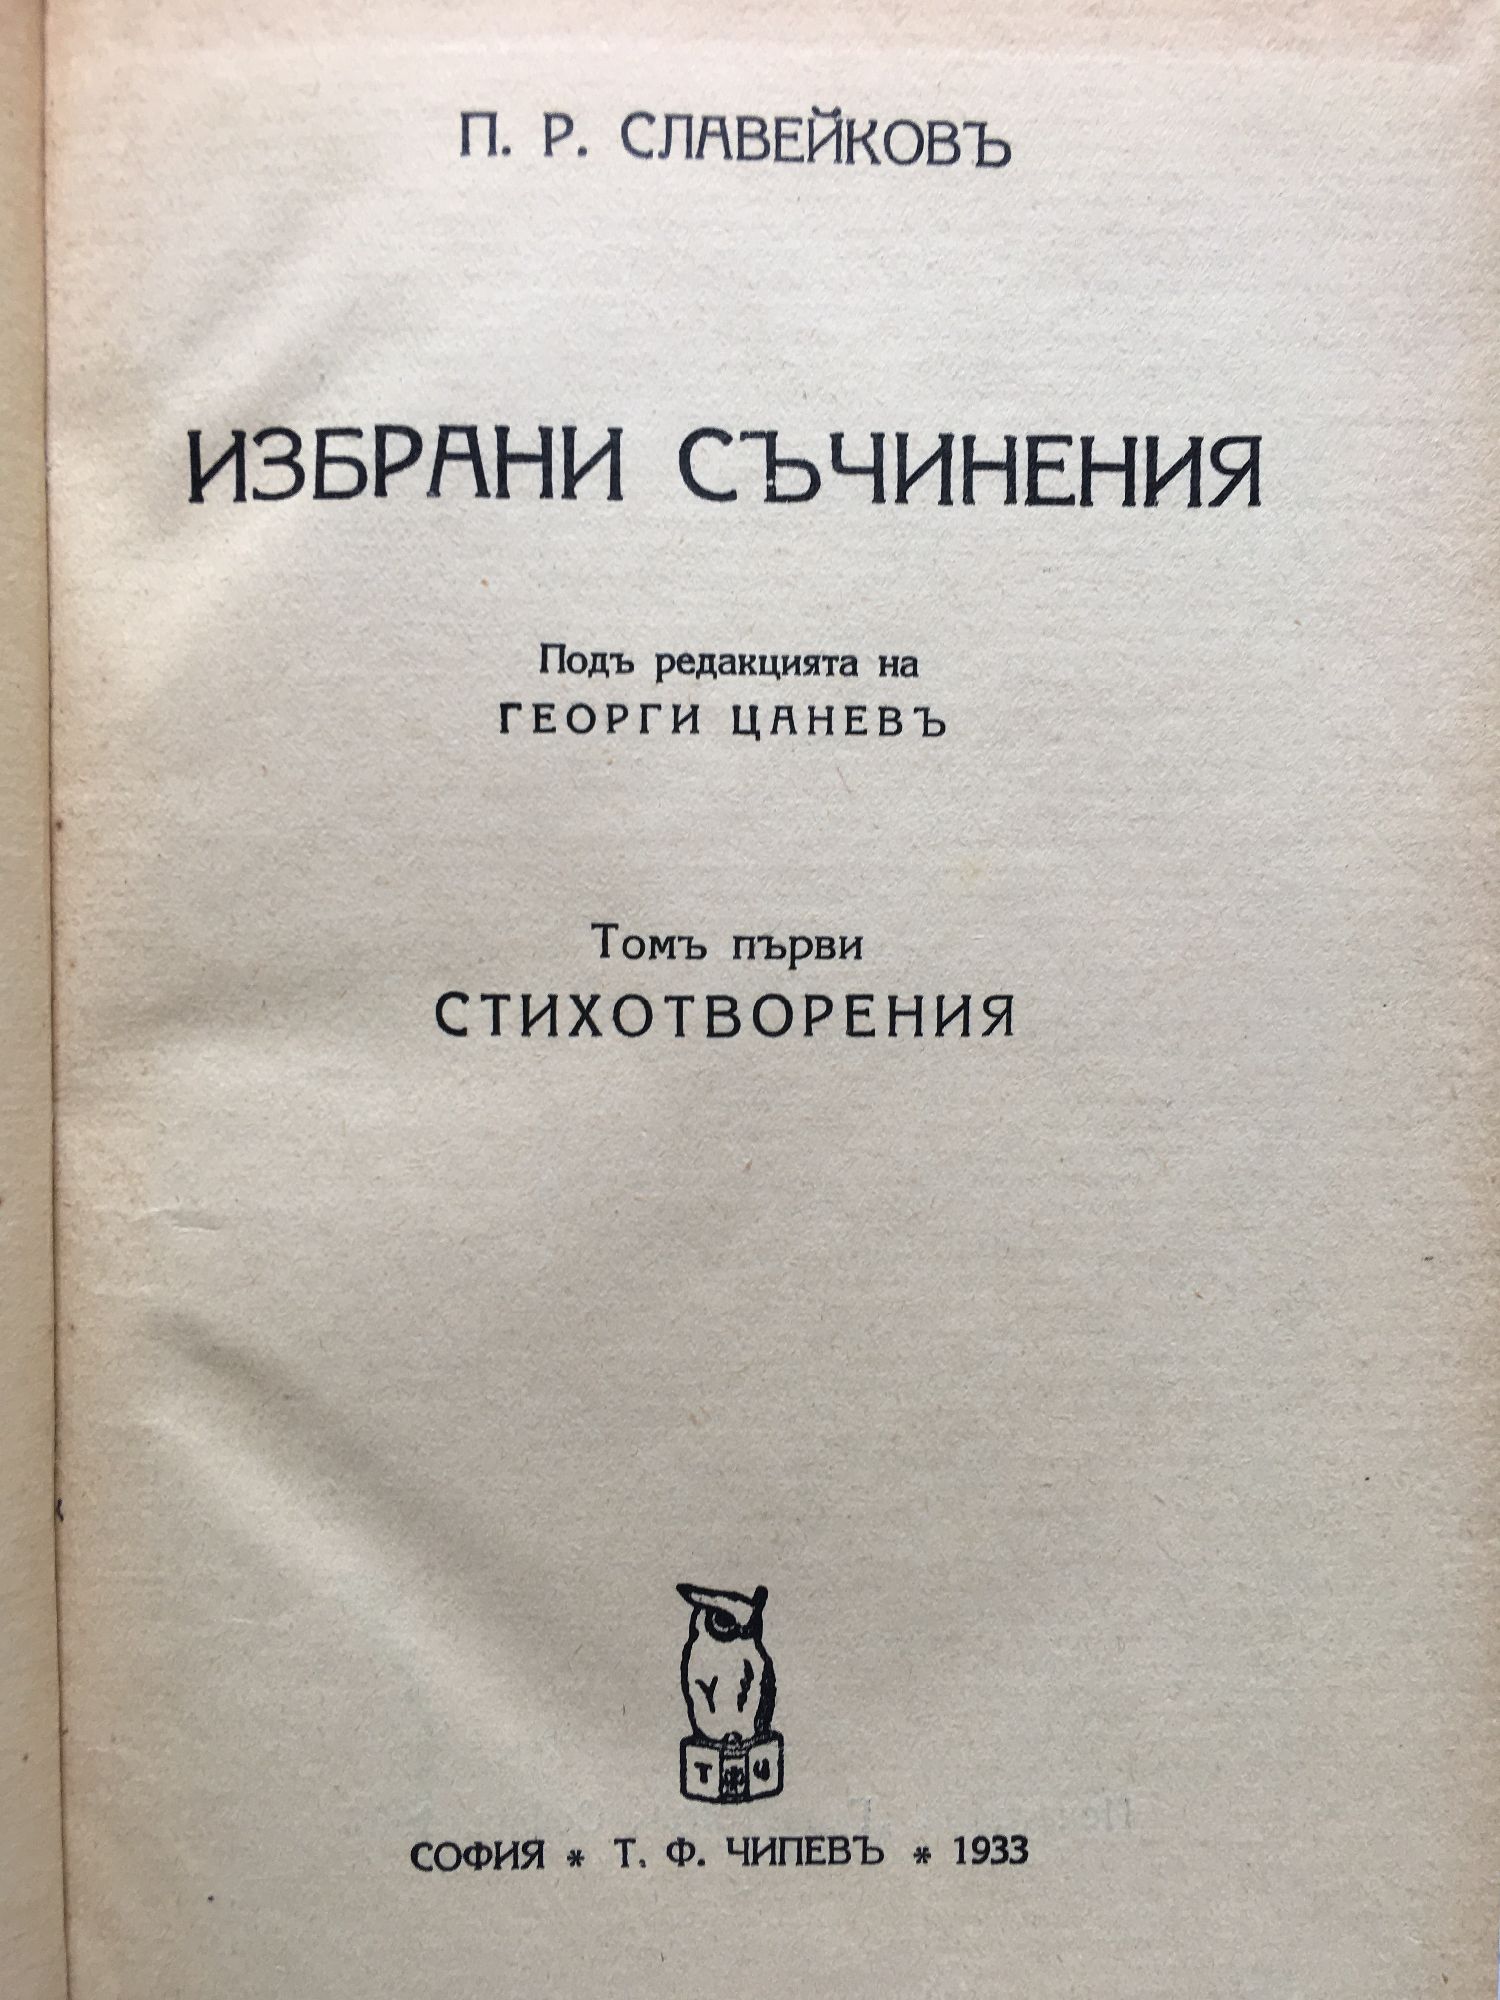 П. Р. СЛАВЕЙКОВЪ
ИЗБРАНИ СЪЧИНЕНИЯ
Подъ редакцията на
ГЕОРГИ ЦАНЕВЪ
Томъ първи
СТИХОТВОРЕНИЯ
Т Ф Ч
СОФИЯ * Т. Ф. ЧИПЕВЪ * 1933